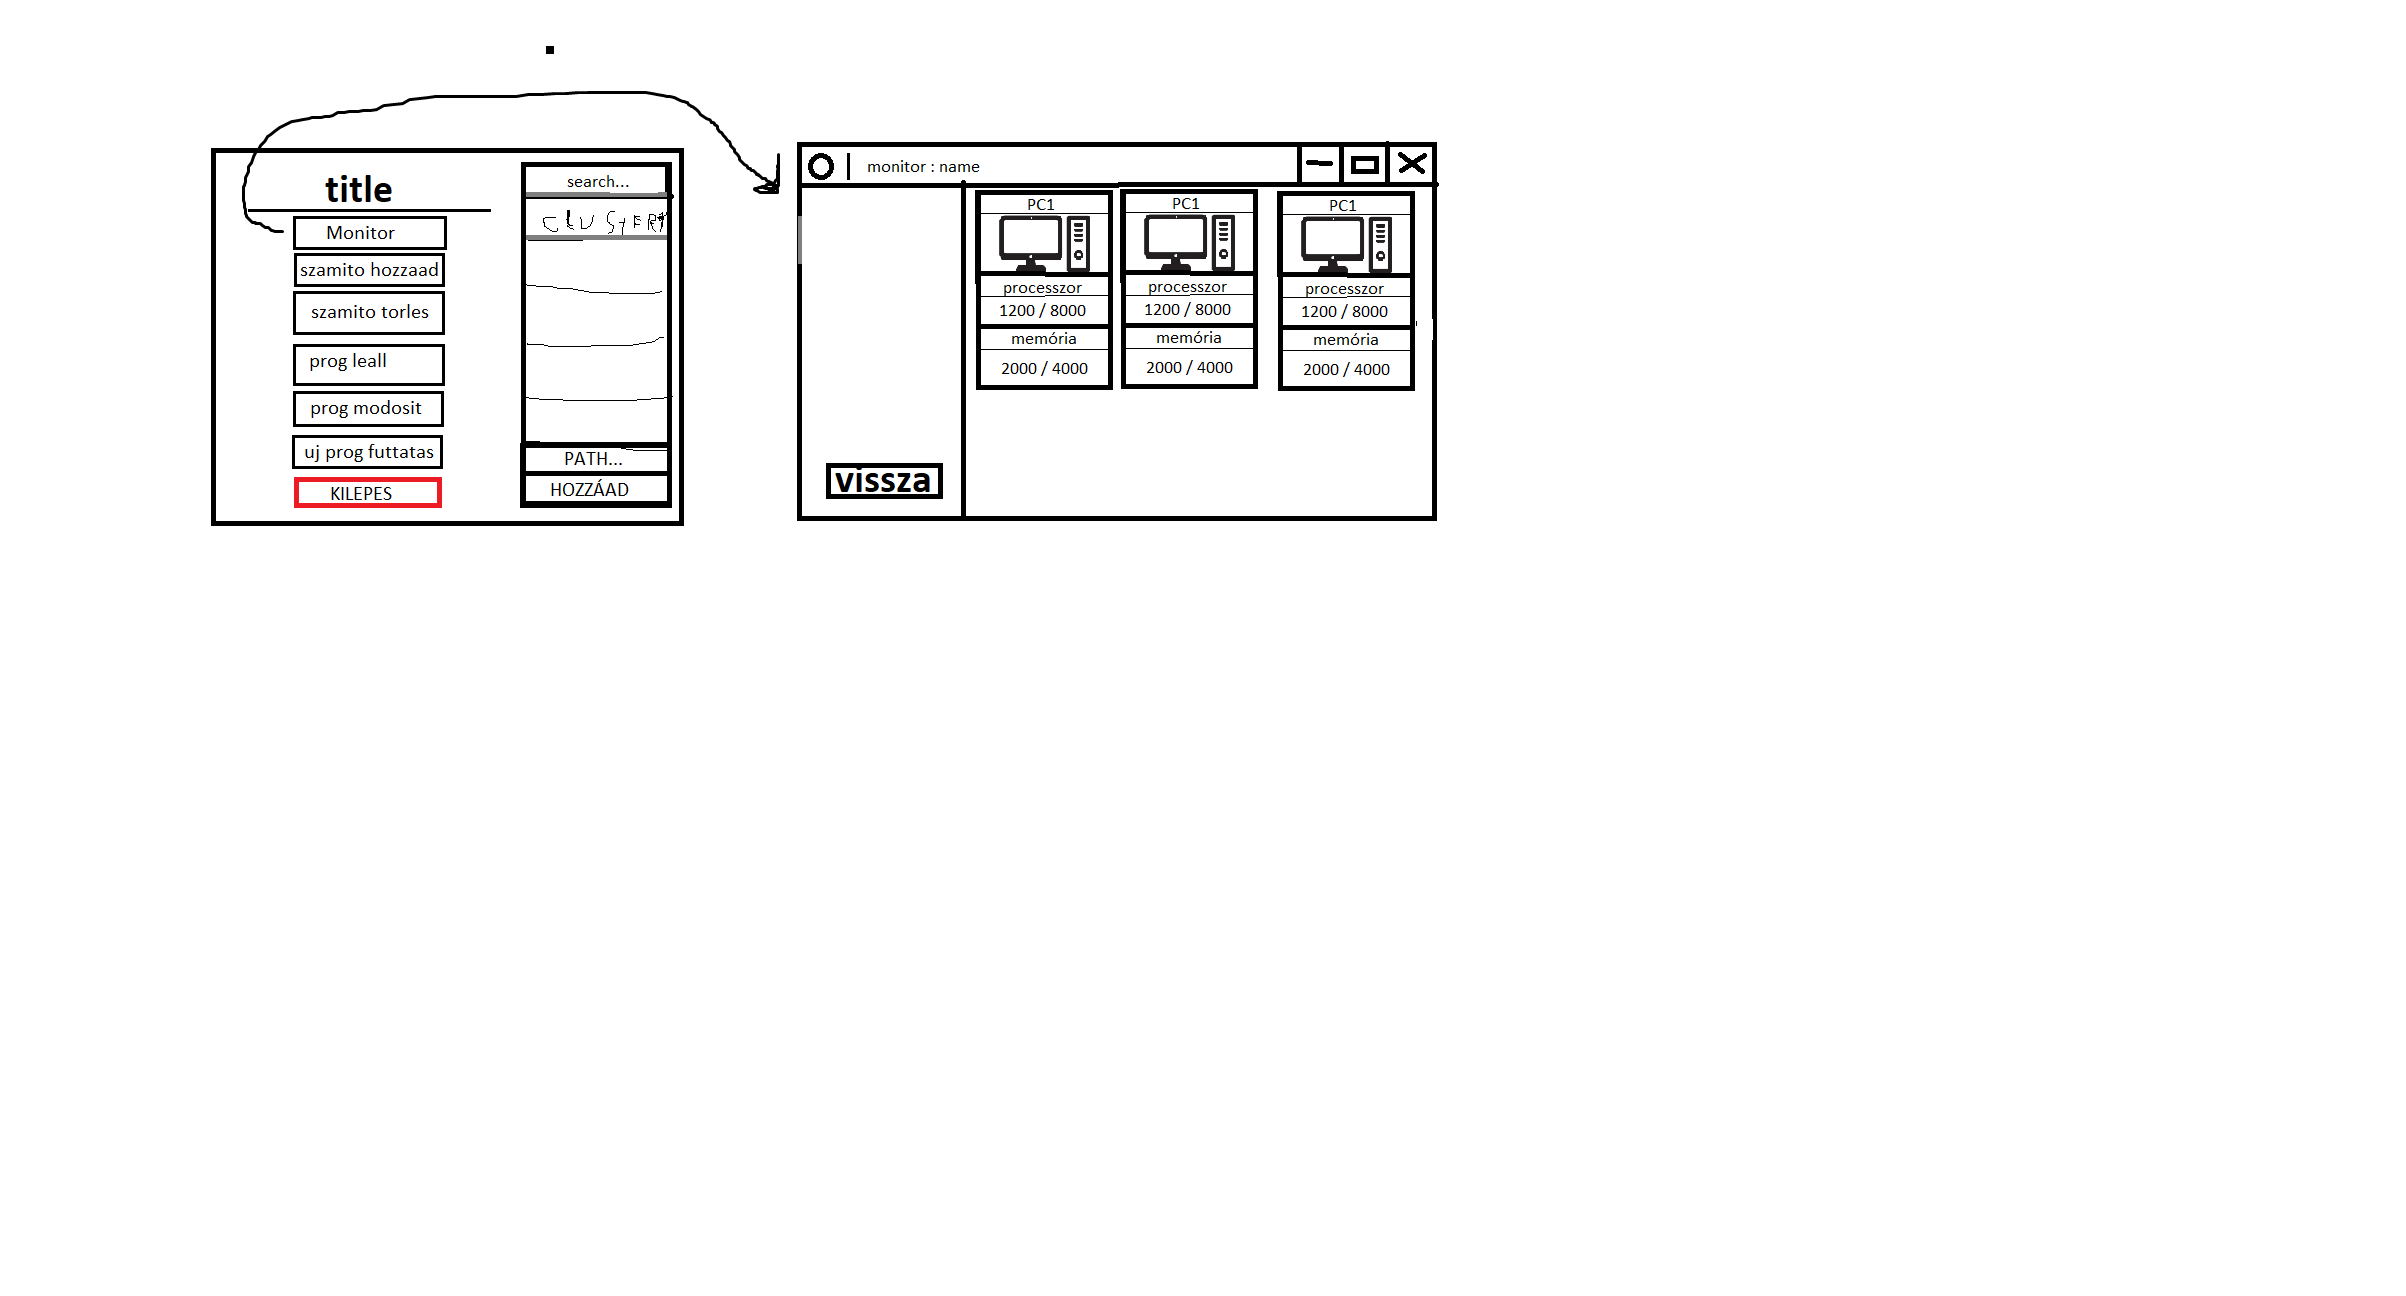 title
Monitor
szamito hozzaad
szamito torles
prog leall
prog modosit
uj prog futtatas
KILEPES
search...
CLUSTER1
PATH...
HOZZÁAD
monitor : name
PC1
processzor
1200 / 8000
memória
2000 / 4000
PC1
processzor
1200 / 8000
memória
2000 / 4000
PC1
processzor
1200 / 8000
memória
2000 / 4000
vissza